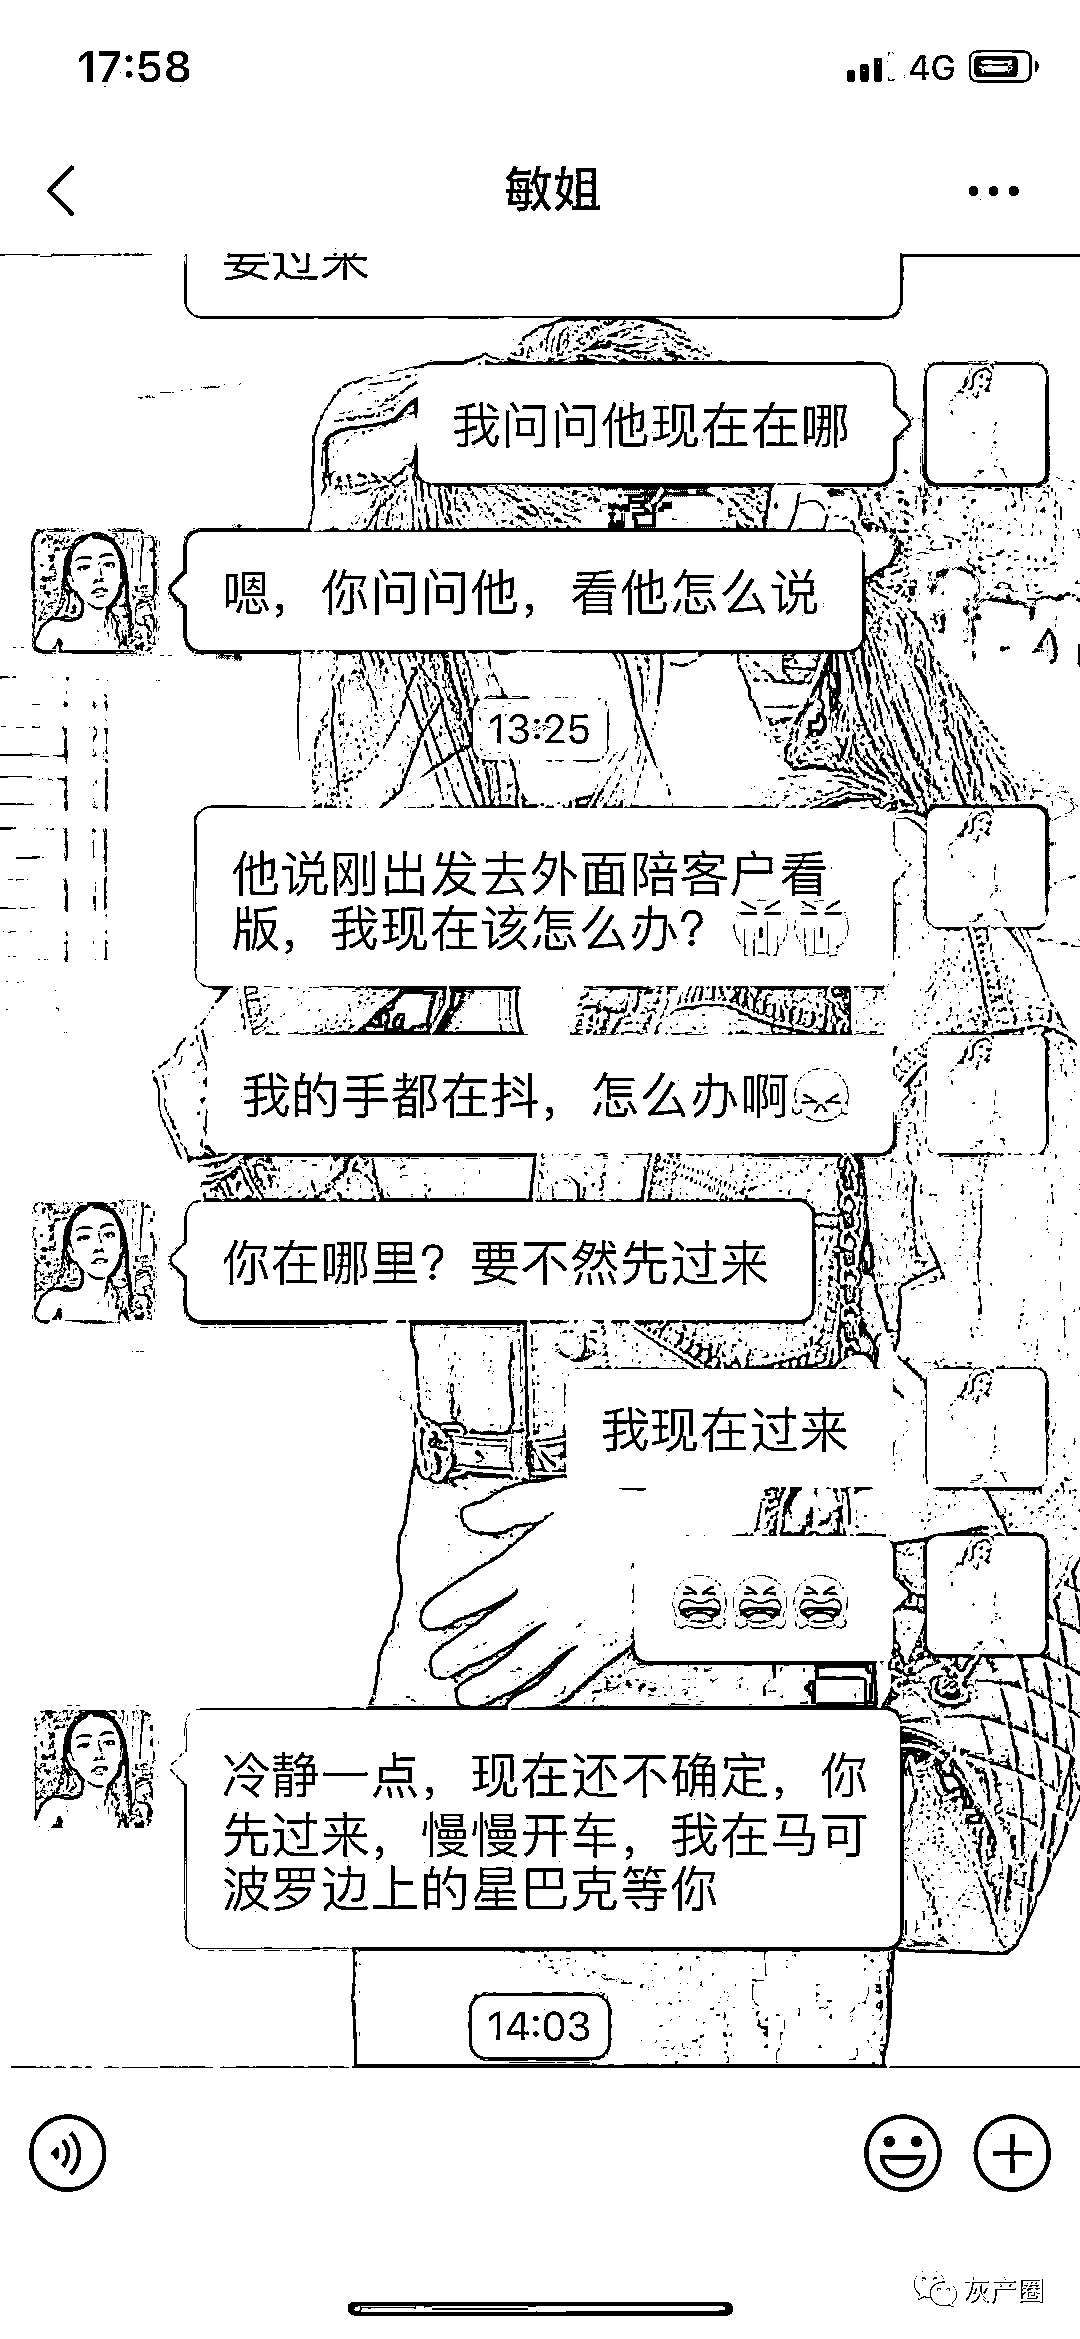 17:58
4G
敏姐
要过来
我问问他现在在哪
嗯，你问问他，看他怎么说
13:25
他说刚出发去外面陪客户看
版，我现在该怎么办？😭😭
我的手都在抖，怎么办啊😣
你在哪里？要不然先过来
我现在过来
😫😫😫
冷静一点，现在还不确定，你
先过来，慢慢开车，我在马可
波罗边上的星巴克等你
14:03
灰产圈